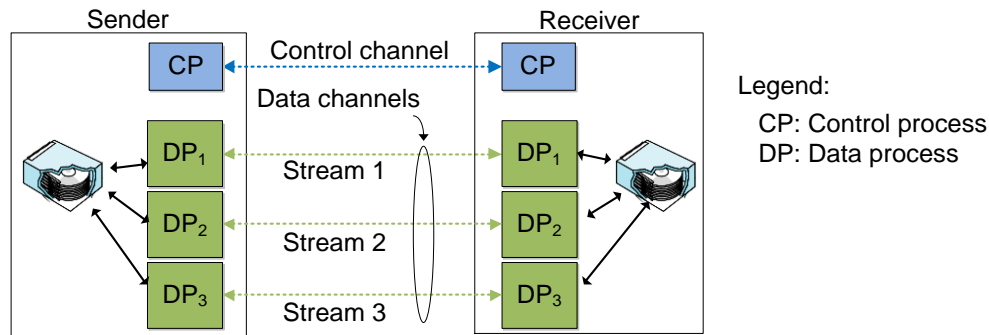 Sender
Receiver
CP
Control channel
CP
Legend:
CP: Control process
DP: Data process
Data channels
DP₁
Stream 1
DP₁
DP₂
Stream 2
DP₂
DP₃
Stream 3
DP₃